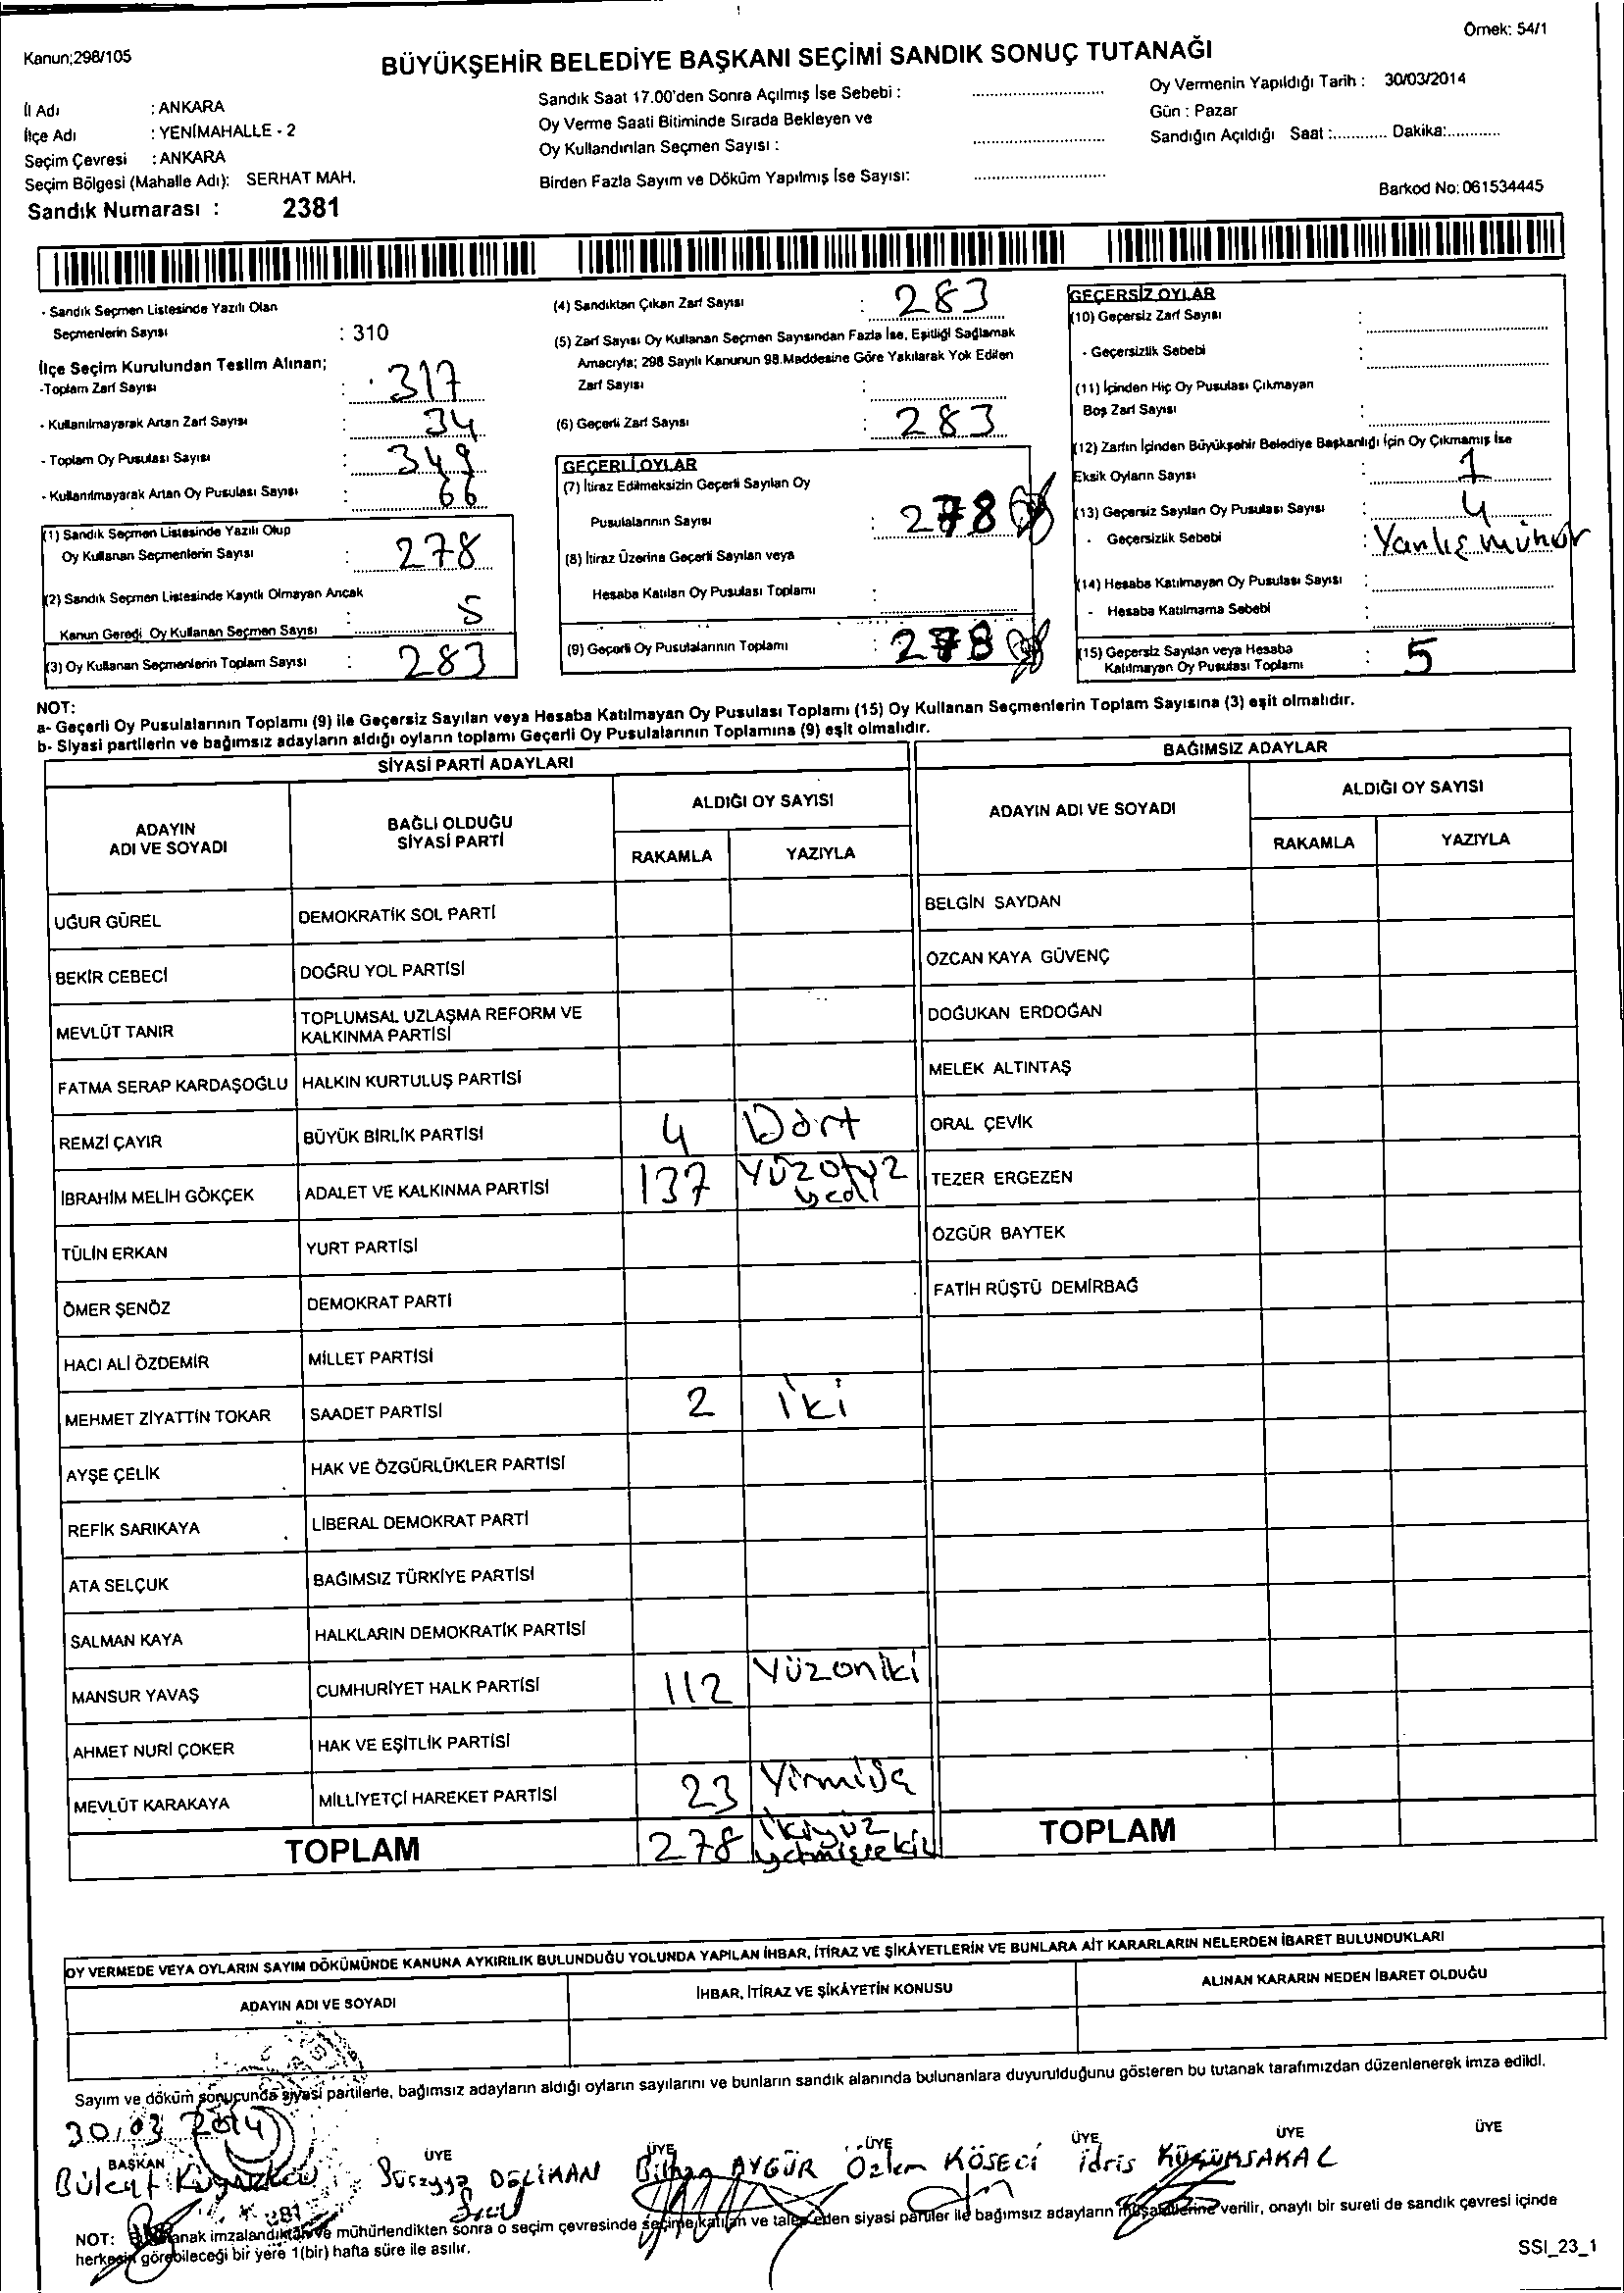 Kanun;298/105
Örnek: 54/1
BÜYÜKŞEHİR BELEDİYE BAŞKANI SEÇİMİ SANDIK SONUÇ TUTANAĞI
İl Adı : ANKARA
İlçe Adı : YENİMAHALLE - 2
Seçim Çevresi : ANKARA
Seçim Bölgesi (Mahalle Adı): SERHAT MAH.
Sandık Numarası : 2381
Sandık Saat 17.00'den Sonra Açılmış İse Sebebi :
Oy Verme Saati Bitiminde Sırada Bekleyen ve
Oy Kullandırılan Seçmen Sayısı :
Birden Fazla Sayım ve Döküm Yapılmış İse Sayısı:
Oy Vermenin Yapıldığı Tarih : 30/03/2014
Gün : Pazar
Sandığın Açıldığı Saat :............ Dakika:............
Barkod No: 061534445
- Sandık Seçmen Listesinde Yazılı Olan
Seçmenlerin Sayısı : 310
İlçe Seçim Kurulundan Teslim Alınan;
-Toplam Zarf Sayısı : 317
- Kullanılmayarak Artan Zarf Sayısı : 34
- Toplam Oy Pusulası Sayısı : 349
- Kullanılmayarak Artan Oy Pusulası Sayısı : 66
(1) Sandık Seçmen Listesinde Yazılı Olup
Oy Kullanan Seçmenlerin Sayısı : 278
(2) Sandık Seçmen Listesinde Kayıtlı Olmayan Ancak
Kanun Gereği Oy Kullanan Seçmen Sayısı : 5
(3) Oy Kullanan Seçmenlerin Toplam Sayısı : 283
(4) Sandıktan Çıkan Zarf Sayısı : 283
(5) Zarf Sayısı Oy Kullanan Seçmen Sayısından Fazla İse, Eşitliği Sağlamak
Amacıyla; 298 Sayılı Kanunun 98.Maddesine Göre Yakılarak Yok Edilen
Zarf Sayısı :
(6) Geçerli Zarf Sayısı : 283
GEÇERLİ OYLAR
(7) İtiraz Edilmeksizin Geçerli Sayılan Oy
Pusulalarının Sayısı : 278
(8) İtiraz Üzerine Geçerli Sayılan veya
Hesaba Katılan Oy Pusulası Toplamı :
(9) Geçerli Oy Pusulalarının Toplamı : 278
GEÇERSİZ OYLAR
(10) Geçersiz Zarf Sayısı :
- Geçersizlik Sebebi :
(11) İçinden Hiç Oy Pusulası Çıkmayan
Boş Zarf Sayısı :
(12) Zarfın İçinden Büyükşehir Belediye Başkanlığı İçin Oy Çıkmamış İse
Eksik Oyların Sayısı : 1
(13) Geçersiz Sayılan Oy Pusulası Sayısı : 4
- Geçersizlik Sebebi : Yanlış mühür
(14) Hesaba Katılmayan Oy Pusulası Sayısı :
- Hesaba Katılmama Sebebi :
(15) Geçersiz Sayılan veya Hesaba
Katılmayan Oy Pusulası Toplamı : 5
NOT:
a- Geçerli Oy Pusulalarının Toplamı (9) ile Geçersiz Sayılan veya Hesaba Katılmayan Oy Pusulası Toplamı (15) Oy Kullanan Seçmenlerin Toplam Sayısına (3) eşit olmalıdır.
b- Siyasi partilerin ve bağımsız adayların aldığı oyların toplamı Geçerli Oy Pusulalarının Toplamına (9) eşit olmalıdır.
SİYASİ PARTİ ADAYLARI
ADAYIN
ADI VE SOYADI
BAĞLI OLDUĞU
SİYASİ PARTİ
ALDIĞI OY SAYISI
RAKAMLA YAZIYLA
UĞUR GÜREL DEMOKRATİK SOL PARTİ
BEKİR CEBECİ DOĞRU YOL PARTİSİ
MEVLÜT TANIR TOPLUMSAL UZLAŞMA REFORM VE
KALKINMA PARTİSİ
FATMA SERAP KARDAŞOĞLU HALKIN KURTULUŞ PARTİSİ
REMZİ ÇAYIR BÜYÜK BİRLİK PARTİSİ 4 Dört
İBRAHİM MELİH GÖKÇEK ADALET VE KALKINMA PARTİSİ 137 Yüzotuz
yedi
TÜLİN ERKAN YURT PARTİSİ
ÖMER ŞENÖZ DEMOKRAT PARTİ
HACI ALİ ÖZDEMİR MİLLET PARTİSİ
MEHMET ZİYATTİN TOKAR SAADET PARTİSİ 2 iki
AYŞE ÇELİK HAK VE ÖZGÜRLÜKLER PARTİSİ
REFİK SARIKAYA LİBERAL DEMOKRAT PARTİ
ATA SELÇUK BAĞIMSIZ TÜRKİYE PARTİSİ
SALMAN KAYA HALKLARIN DEMOKRATİK PARTİSİ
MANSUR YAVAŞ CUMHURİYET HALK PARTİSİ 112 Yüzoniki
AHMET NURİ ÇOKER HAK VE EŞİTLİK PARTİSİ
MEVLÜT KARAKAYA MİLLİYETÇİ HAREKET PARTİSİ 23 Yirmiüç
TOPLAM 278 ikiyüz
yetmişsekiz
BAĞIMSIZ ADAYLAR
ADAYIN ADI VE SOYADI
ALDIĞI OY SAYISI
RAKAMLA YAZIYLA
BELGİN SAYDAN
ÖZCAN KAYA GÜVENÇ
DOĞUKAN ERDOĞAN
MELEK ALTINTAŞ
ORAL ÇEVİK
TEZER ERGEZEN
ÖZGÜR BAYTEK
FATİH RÜŞTÜ DEMİRBAĞ
TOPLAM
OY VERMEDE VEYA OYLARIN SAYIM DÖKÜMÜNDE KANUNA AYKIRILIK BULUNDUĞU YOLUNDA YAPILAN İHBAR, İTİRAZ VE ŞİKÂYETLERİN VE BUNLARA AİT KARARLARIN NELERDEN İBARET BULUNDUKLARI
ADAYIN ADI VE SOYADI İHBAR, İTİRAZ VE ŞİKÂYETİN KONUSU ALINAN KARARIN NEDEN İBARET OLDUĞU
Sayım ve döküm sonucunda siyasi partilerle, bağımsız adayların aldığı oyların sayılarını ve bunların sandık alanında bulunanlara duyurulduğunu gösteren bu tutanak tarafımızdan düzenlenerek imza edildi.
30.03.2014
BAŞKAN ÜYE ÜYE ÜYE ÜYE ÜYE ÜYE
Bülent AYGÜR Özlem KÖSECİ idris KÜÇÜKSAKAL
NOT: Bu tutanak imzalandıktan ve mühürlendikten sonra o seçim çevresinde seçime katılan ve talep eden siyasi partiler ile bağımsız adayların müşahitlerine verilir, onaylı bir sureti de sandık çevresi içinde
herkesin görebileceği bir yere 1(bir) hafta süre ile asılır.
SSI_23_1